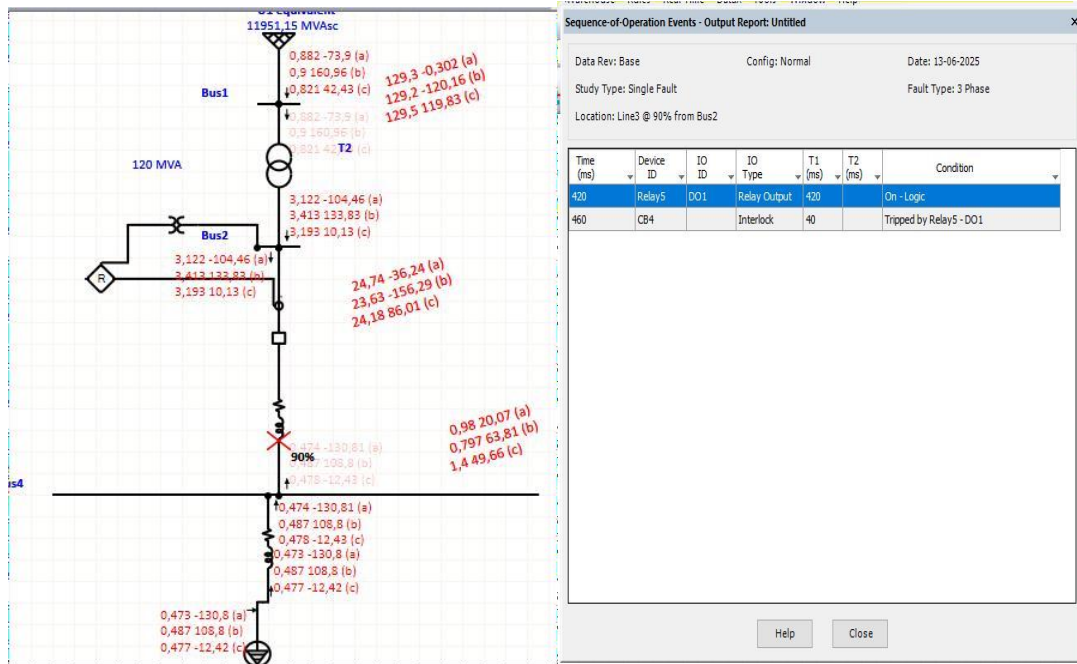 U1 Equivalent
11951,15 MVAsc
0,882 -73,9 (a)
0,9 160,96 (b)
0,821 42,43 (c)
129,3 -0,302 (a)
129,2 -120,16 (b)
129,5 119,83 (c)
Bus1
0,882 -73,9 (a)
0,9 160,96 (b)
0,821 42,43 (c)
T2
120 MVA
3,122 -104,46 (a)
3,413 133,83 (b)
3,193 10,13 (c)
Bus2
3,122 -104,46 (a)
3,413 133,83 (b)
3,193 10,13 (c)
R
24,74 -36,24 (a)
23,63 -156,29 (b)
24,18 86,01 (c)
0,98 20,07 (a)
0,797 63,81 (b)
1,4 49,66 (c)
0,474 -130,81 (a)
90%
0,487 108,8 (b)
0,478 -12,43 (c)
us4
0,474 -130,81 (a)
0,487 108,8 (b)
0,478 -12,43 (c)
0,473 -130,8 (a)
0,487 108,8 (b)
0,477 -12,42 (c)
0,473 -130,8 (a)
0,487 108,8 (b)
0,477 -12,42 (c)
Sequence-of-Operation Events - Output Report: Untitled
Data Rev: Base Config: Normal Date: 13-06-2025
Study Type: Single Fault Fault Type: 3 Phase
Location: Line3 @ 90% from Bus2
Time (ms) Device ID IO ID IO Type T1 (ms) T2 (ms) Condition
420 Relay5 DO1 Relay Output 420 On - Logic
460 CB4 Interlock 40 Tripped by Relay5 - DO1
Help Close